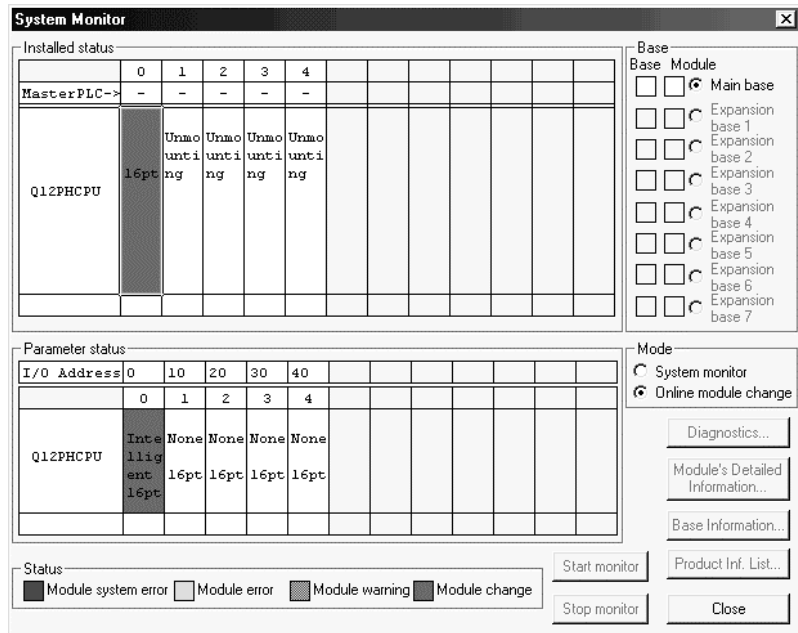 System Monitor
Installed status
0 1 2 3 4
MasterPLC-> - - - - -
Q12PHCPU
16pt
Unmo
unti
ng
Unmo
unti
ng
Unmo
unti
ng
Unmo
unti
ng
Base
Base Module
Main base
Expansion
base 1
Expansion
base 2
Expansion
base 3
Expansion
base 4
Expansion
base 5
Expansion
base 6
Expansion
base 7
Parameter status
I/O Address 0 10 20 30 40
0 1 2 3 4
Q12PHCPU
Inte
llig
ent
16pt
None
16pt
None
16pt
None
16pt
None
16pt
Mode
System monitor
Online module change
Diagnostics...
Module's Detailed
Information...
Base Information...
Product Inf. List...
Close
Status
Module system error Module error Module warning Module change
Start monitor
Stop monitor